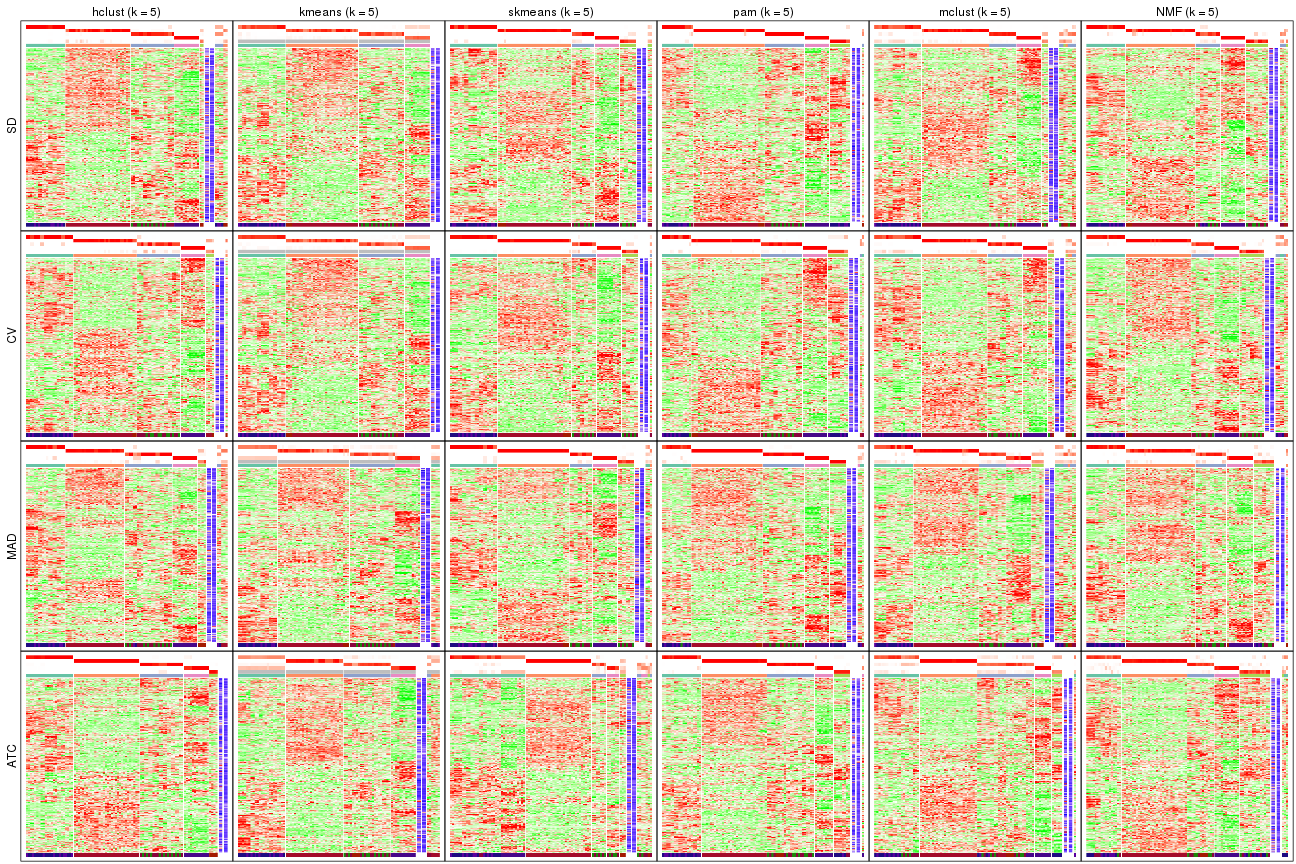 hclust (k = 5) kmeans (k = 5) skmeans (k = 5) pam (k = 5) mclust (k = 5) NMF (k = 5)
SD
CV
MAD
ATC